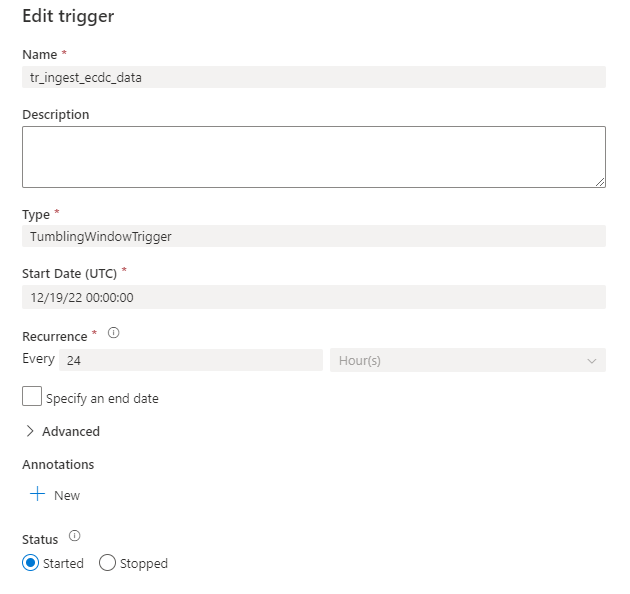 Edit trigger
Name *
tr_ingest_ecdc_data
Description
Type *
TumblingWindowTrigger
Start Date (UTC) *
12/19/22 00:00:00
Recurrence *
Every 24 Hour(s)
Specify an end date
Advanced
Annotations
New
Status
Started Stopped